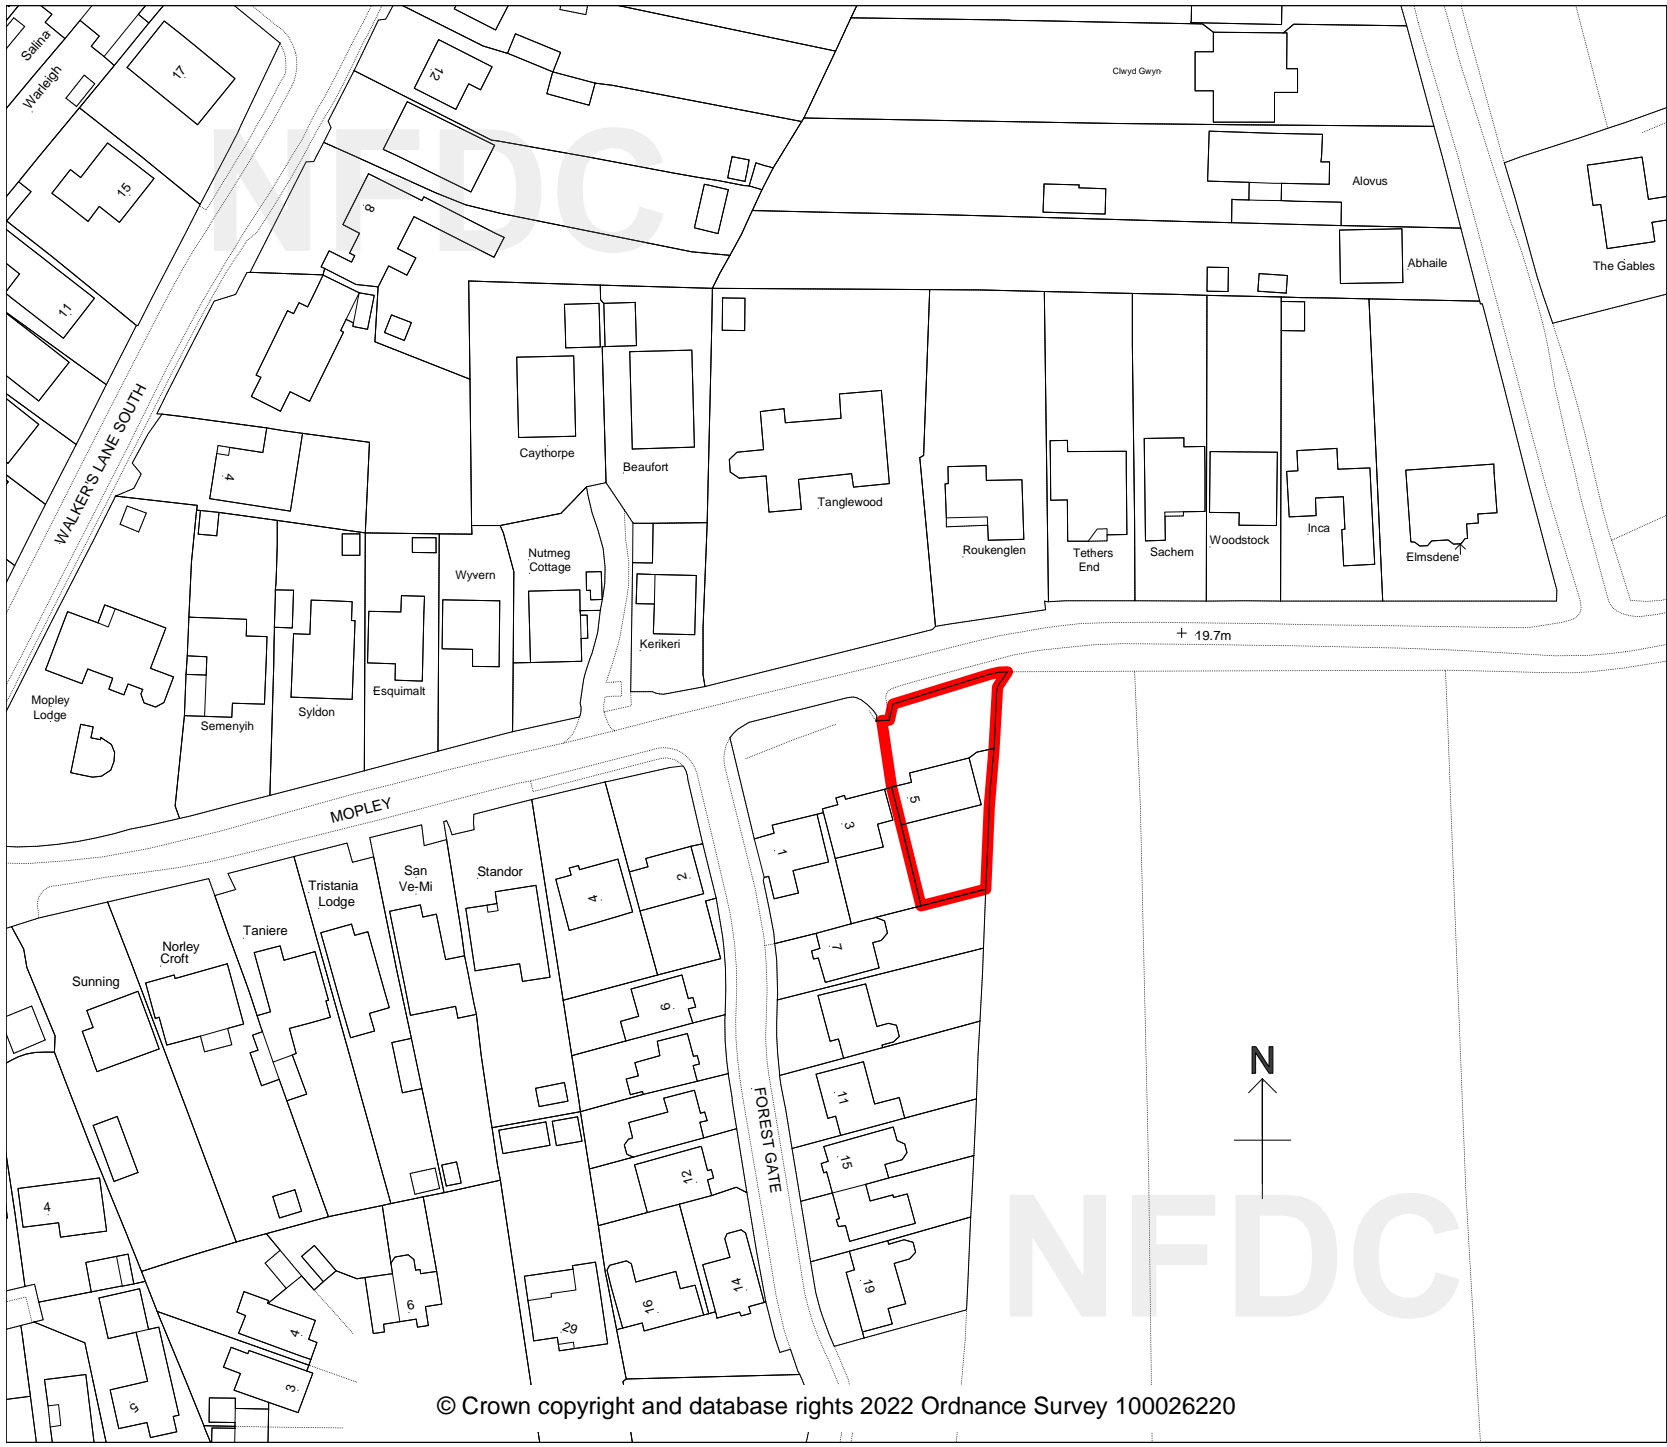 Salina
Warleigh
17
12
Clwyd Gwyn
NFDC
15
8
Alovus
Abhaile
The Gables
11
WALKER'S LANE SOUTH
4
Caythorpe
Beaufort
Tanglewood
Roukenglen
Tethers
End
Sachem
Woodstock
Inca
Elmsdene
Nutmeg
Cottage
Wyvern
Kerikeri
19.7m
Mopley
Lodge
Semenyih
Syldon
Esquimalt
MOPLEY
5
3
1
San
Ve-Mi
Standor
Tristania
Lodge
4
2
Taniere
Norley
Croft
Sunning
7
6
N
11
FOREST GATE
15
12
4
NFDC
19
14
16
6
29
4
3
5
© Crown copyright and database rights 2022 Ordnance Survey 100026220